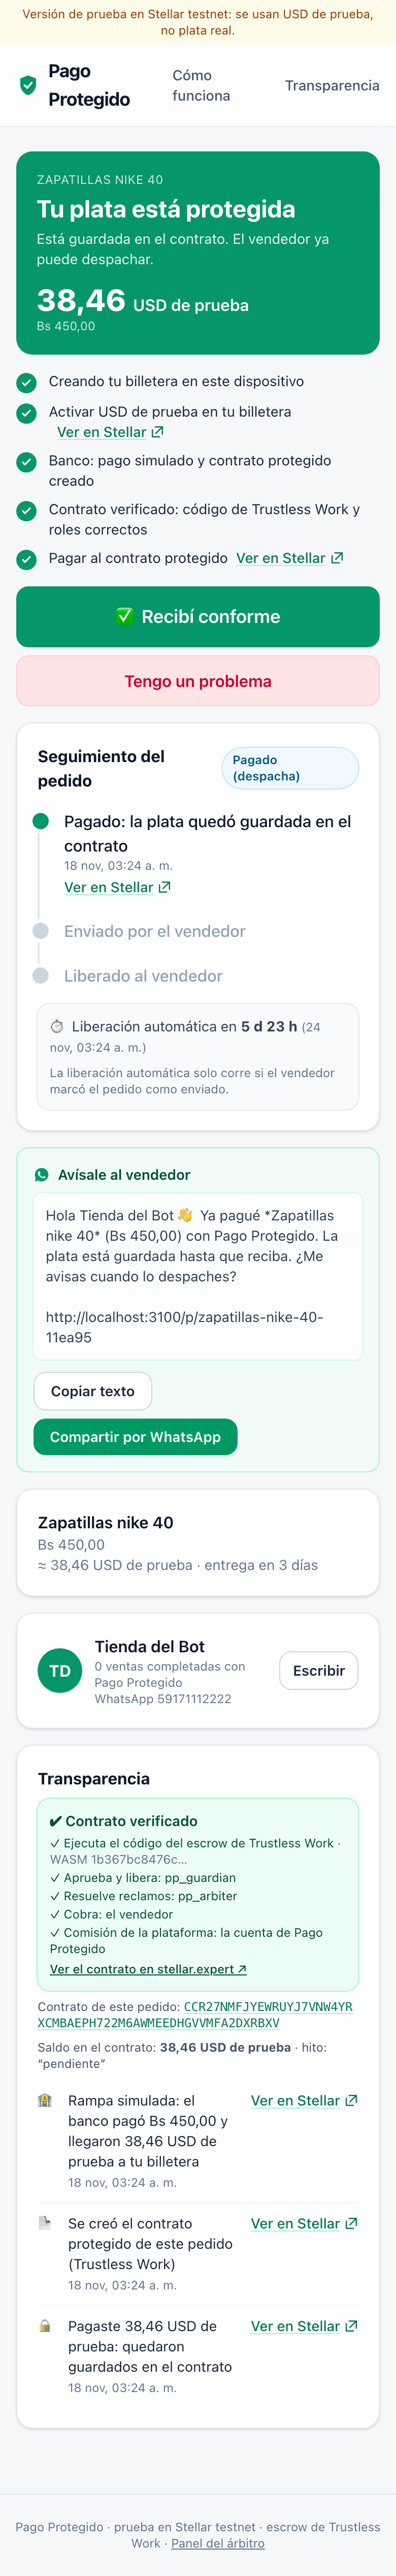 Versión de prueba en Stellar testnet: se usan USD de prueba,
no plata real.
Pago
Protegido
Cómo
funciona
Transparencia
ZAPATILLAS NIKE 40
Tu plata está protegida
Está guardada en el contrato. El vendedor ya
puede despachar.
38,46 USD de prueba
Bs 450,00
Creando tu billetera en este dispositivo
Activar USD de prueba en tu billetera
Ver en Stellar
Banco: pago simulado y contrato protegido
creado
Contrato verificado: código de Trustless Work y
roles correctos
Pagar al contrato protegido Ver en Stellar
✅ Recibí conforme
Tengo un problema
Seguimiento del
pedido
Pagado
(despacha)
Pagado: la plata quedó guardada en el
contrato
18 nov, 03:24 a. m.
Ver en Stellar
Enviado por el vendedor
Liberado al vendedor
⏱ Liberación automática en 5 d 23 h (24
nov, 03:24 a. m.)
La liberación automática solo corre si el vendedor
marcó el pedido como enviado.
Avísale al vendedor
Hola Tienda del Bot 👋 Ya pagué *Zapatillas
nike 40* (Bs 450,00) con Pago Protegido. La
plata está guardada hasta que reciba. ¿Me
avisas cuando lo despaches?
http://localhost:3100/p/zapatillas-nike-40-
11ea95
Copiar texto
Compartir por WhatsApp
Zapatillas nike 40
Bs 450,00
≈ 38,46 USD de prueba · entrega en 3 días
TD
Tienda del Bot
0 ventas completadas con
Pago Protegido
WhatsApp 59171112222
Escribir
Transparencia
✔ Contrato verificado
✓ Ejecuta el código del escrow de Trustless Work ·
WASM 1b367bc8476c…
✓ Aprueba y libera: pp_guardian
✓ Resuelve reclamos: pp_arbiter
✓ Cobra: el vendedor
✓ Comisión de la plataforma: la cuenta de Pago
Protegido
Ver el contrato en stellar.expert ↗
Contrato de este pedido: CCR27NMFJYEWRUYJ7VNW4YR
XCMBAEPH722M6AWMEEDHGVVMFA2DXRBXV
Saldo en el contrato: 38,46 USD de prueba · hito:
“pendiente”
🏦 Rampa simulada: el
banco pagó Bs 450,00 y
llegaron 38,46 USD de
prueba a tu billetera
18 nov, 03:24 a. m.
Ver en Stellar
Se creó el contrato
protegido de este pedido
(Trustless Work)
18 nov, 03:24 a. m.
Ver en Stellar
🔒 Pagaste 38,46 USD de
prueba: quedaron
guardados en el contrato
18 nov, 03:24 a. m.
Ver en Stellar
Pago Protegido · prueba en Stellar testnet · escrow de Trustless
Work · Panel del árbitro